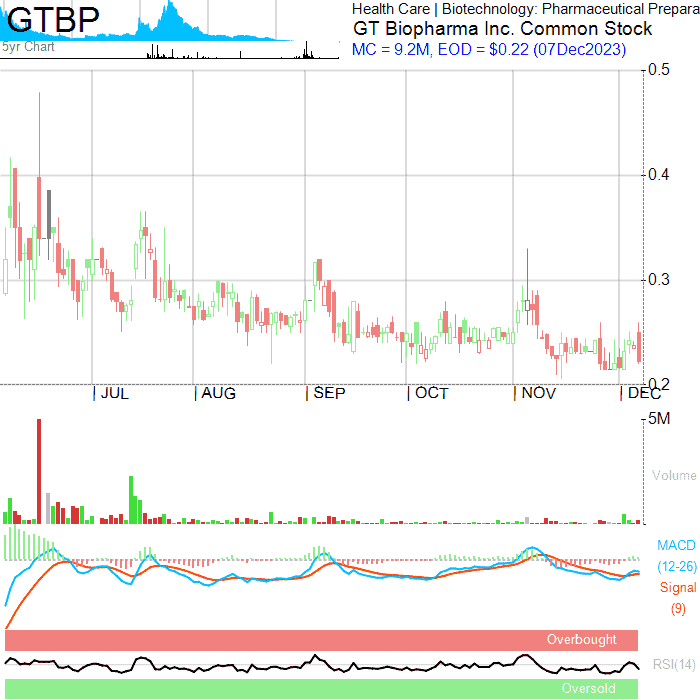 GTBP
5yr Chart
Health Care | Biotechnology: Pharmaceutical Prepara
GT Biopharma Inc. Common Stock
MC = 9.2M, EOD = $0.22 (07Dec2023)
0.5
0.4
0.3
0.2
JUL AUG SEP OCT NOV DEC
5M
Volume
MACD
(12-26)
Signal
(9)
Overbought
RSI(14)
Oversold